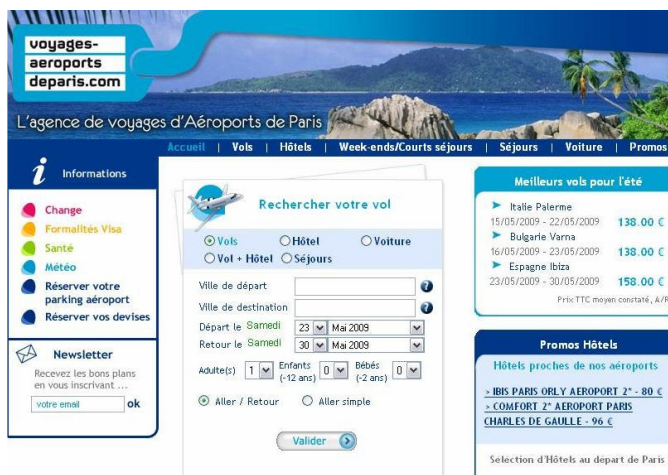 voyages-
aeroports
deparis.com
L'agence de voyages d'Aéroports de Paris
Accueil | Vols | Hôtels | Week-ends/Courts séjours | Séjours | Voiture | Promos
i Informations
Change
Formalités Visa
Santé
Météo
Réserver votre
parking aéroport
Réserver vos devises
Newsletter
Recevez les bons plans
en vous inscrivant ...
votre email ok
Rechercher votre vol
Vols Hôtel Voiture
Vol + Hôtel Séjours
Ville de départ ?
Ville de destination ?
Départ le Samedi 23 Mai 2009
Retour le Samedi 30 Mai 2009
Adulte(s) 1 Enfants (-12 ans) 0 Bébés (-2 ans) 0
Aller / Retour Aller simple
Valider
Meilleurs vols pour l'été
Italie Palerme
15/05/2009 - 22/05/2009 138.00 €
Bulgarie Varna
16/05/2009 - 23/05/2009 138.00 €
Espagne Ibiza
23/05/2009 - 30/05/2009 158.00 €
Prix TTC moyen constaté, A/R
Promos Hôtels
Hôtels proches de nos aéroports
> IBIS PARIS ORLY AEROPORT 2* - 80 €
> COMFORT 2* AEROPORT PARIS
CHARLES DE GAULLE - 96 €
Sélection d'Hôtels au départ de Paris